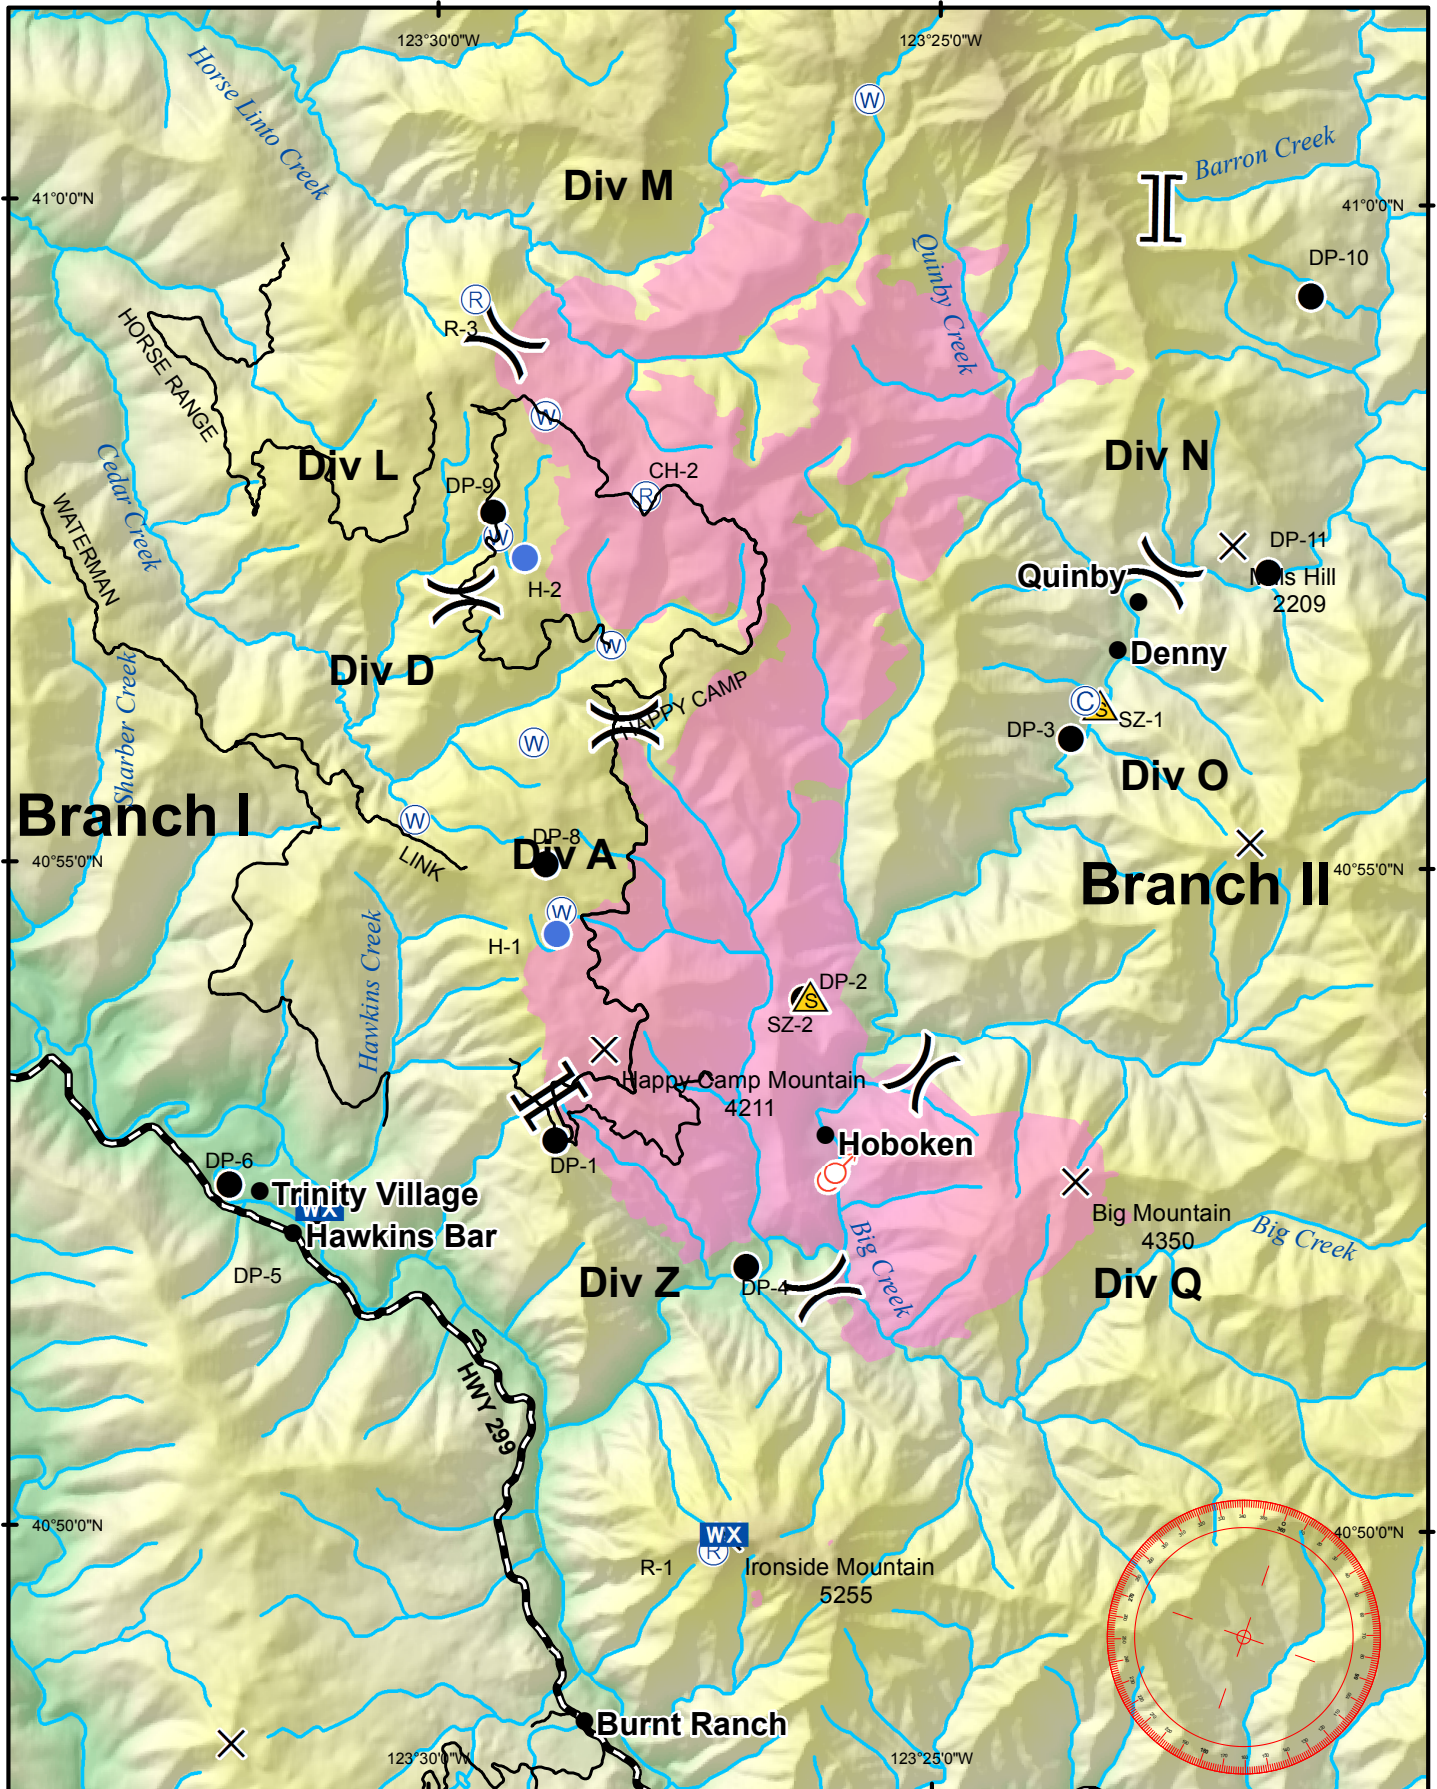 123°30'0"W
123°25'0"W
Horse Linto Creek
Barron Creek
W
Div M
41°0'0"N
41°0'0"N
Quinby Creek
DP-10
R
R-3
HORSE RANGE
W
Div L
Div N
Cedar Creek
CH-2
R
DP-9
W
WATERMAN
DP-11
Quinby
Mills Hill
2209
H-2
W
Denny
Div D
Sharber Creek
HAPPY CAMP
C
S
SZ-1
DP-3
W
Div O
Branch I
W
DP-8
Div A
LINK
40°55'0"N
40°55'0"N
Branch II
W
H-1
Hawkins Creek
DP-2
S
SZ-2
Happy Camp Mountain
4211
Hoboken
DP-1
DP-6
Trinity Village
WX
Hawkins Bar
Big Mountain
4350
Big Creek
Big Creek
DP-5
Div Z
DP-4
Div Q
HWY 299
40°50'0"N
40°50'0"N
WX
R
R-1
Ironside Mountain
5255
Burnt Ranch
123°30'0"W
123°25'0"W